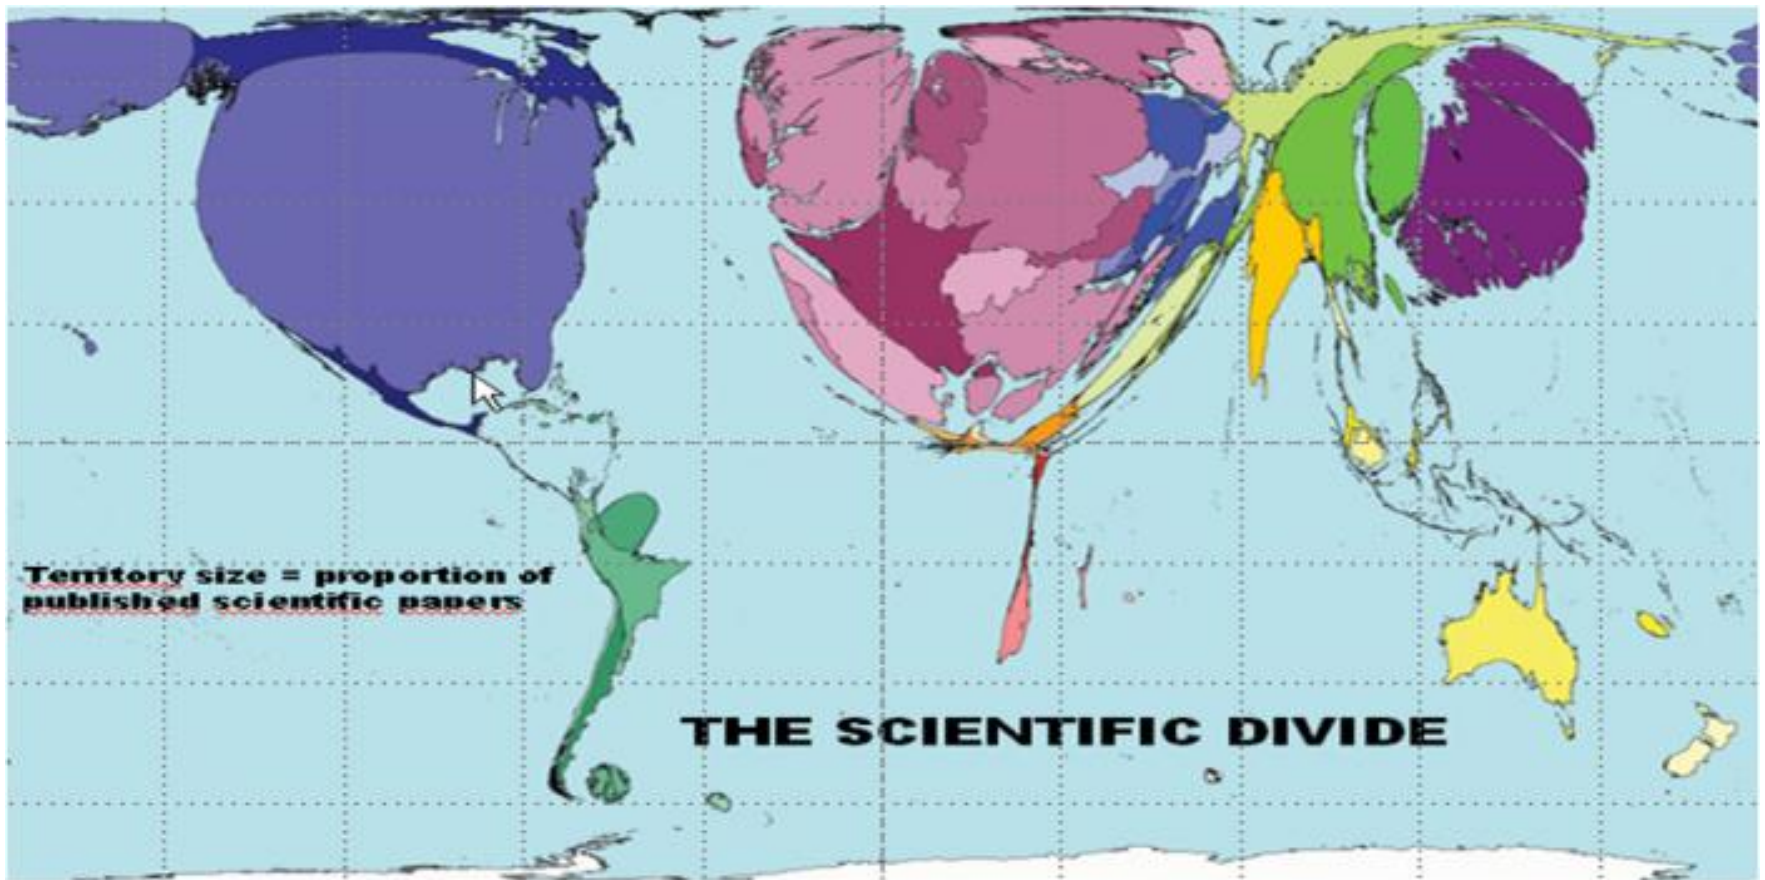 Territory size = proportion of
published scientific papers
THE SCIENTIFIC DIVIDE